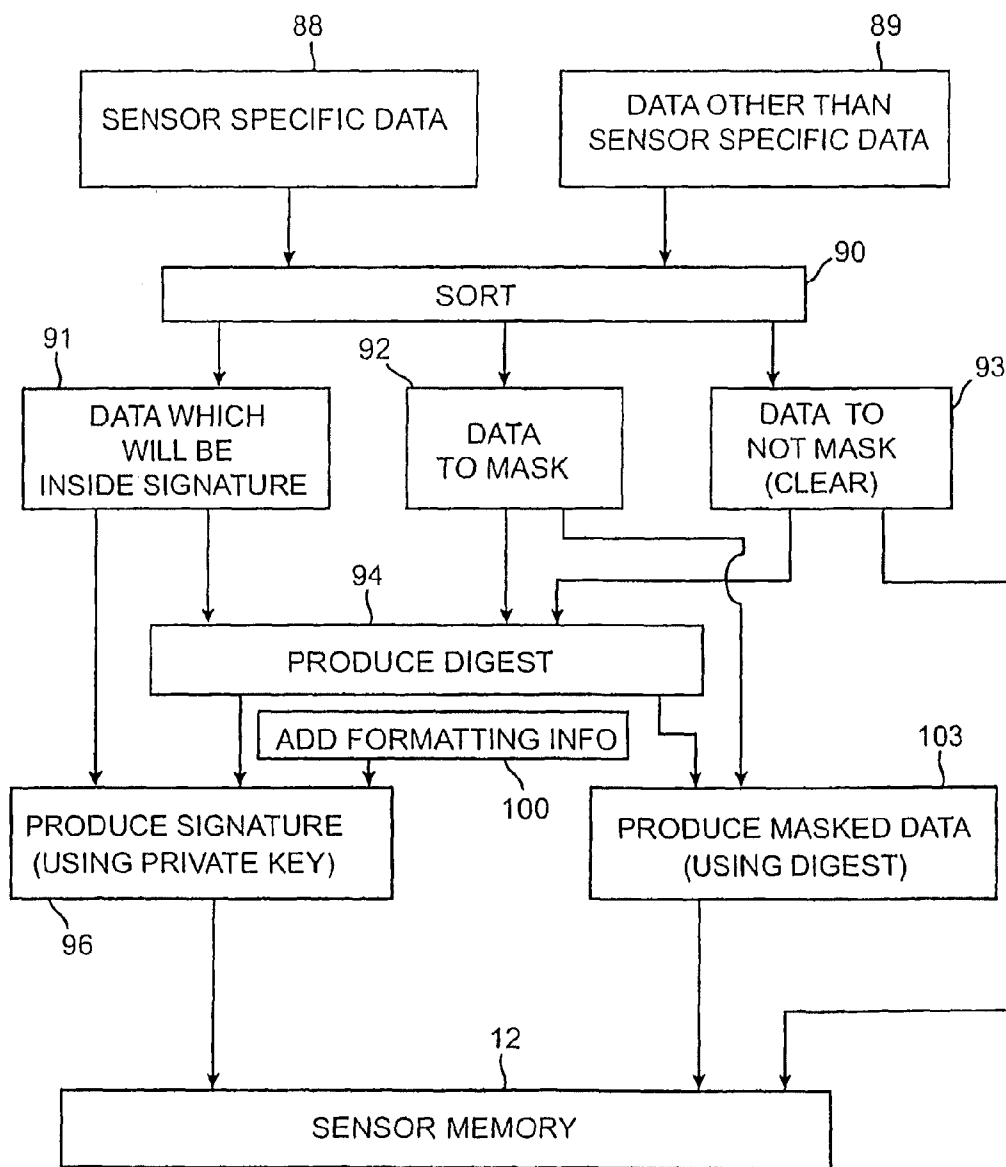 88
89
SENSOR SPECIFIC DATA
DATA OTHER THAN
SENSOR SPECIFIC DATA
90
SORT
91
92
93
DATA WHICH
WILL BE
INSIDE SIGNATURE
DATA
TO MASK
DATA TO
NOT MASK
(CLEAR)
94
PRODUCE DIGEST
ADD FORMATTING INFO
100
103
PRODUCE SIGNATURE
(USING PRIVATE KEY)
PRODUCE MASKED DATA
(USING DIGEST)
96
12
SENSOR MEMORY